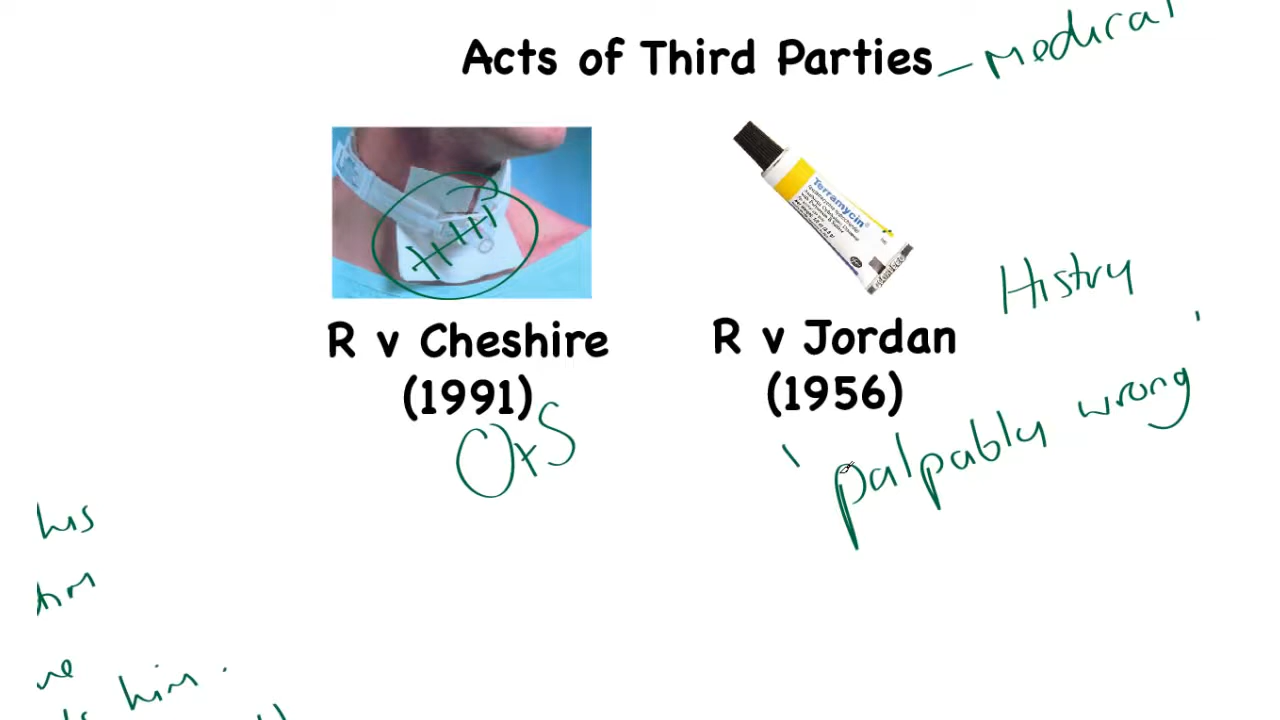 Acts of Third Parties – medical
Terramycin
History
R v Cheshire
(1991)
O+S
R v Jordan
(1956)
' palpably wrong '
his
him.